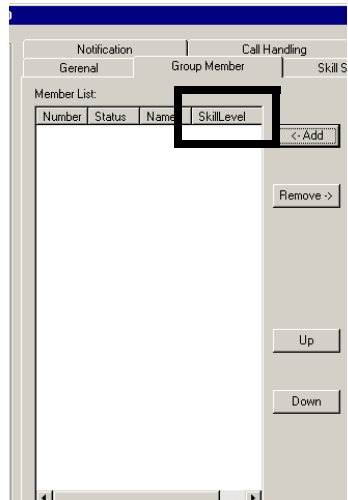 Notification Call Handling
Gerenal Group Member Skill S
Member List:
Number Status Name SkillLevel
<- Add
Remove ->
Up
Down